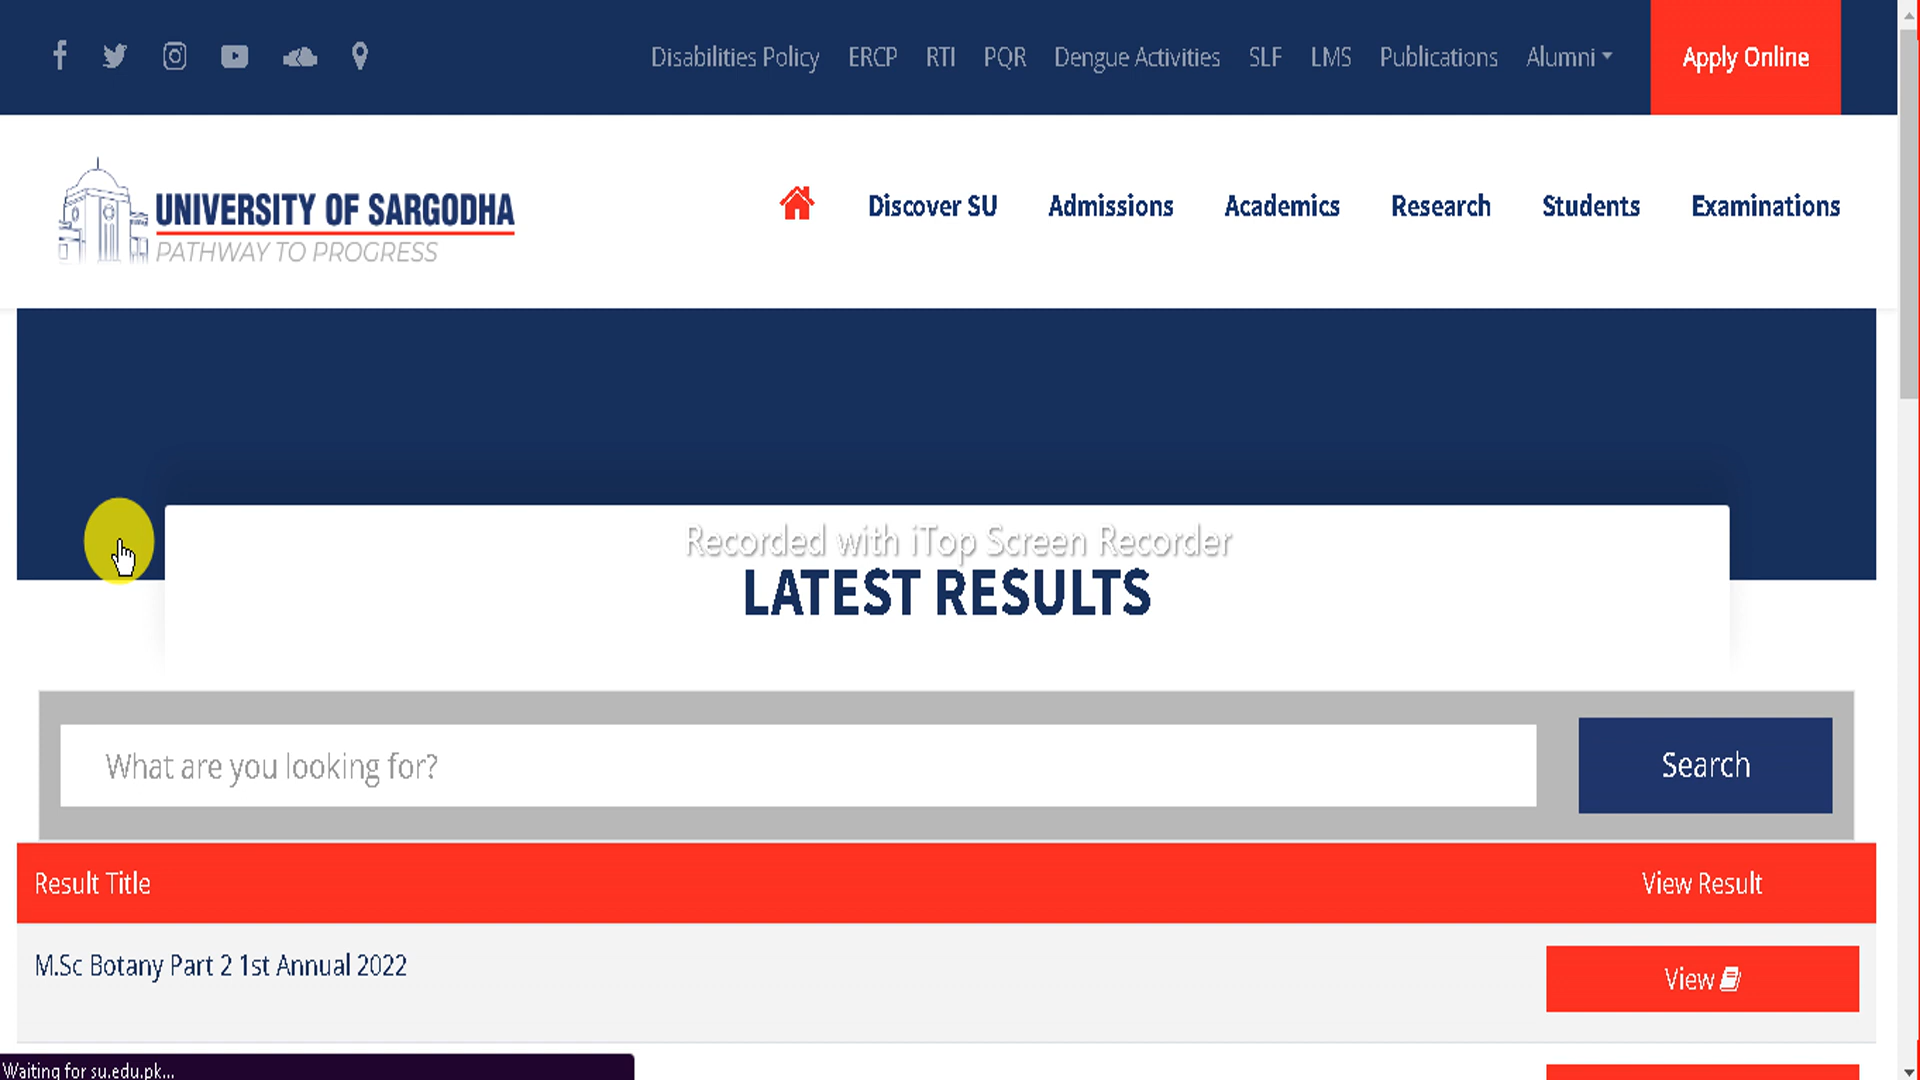 Disabilities Policy ERCP RTI PQR Dengue Activities SLF LMS Publications Alumni Apply Online
UNIVERSITY OF SARGODHA
PATHWAY TO PROGRESS
Discover SU Admissions Academics Research Students Examinations
Recorded with iTop Screen Recorder
LATEST RESULTS
What are you looking for? Search
Result Title View Result
M.Sc Botany Part 2 1st Annual 2022 View
Waiting for su.edu.pk...